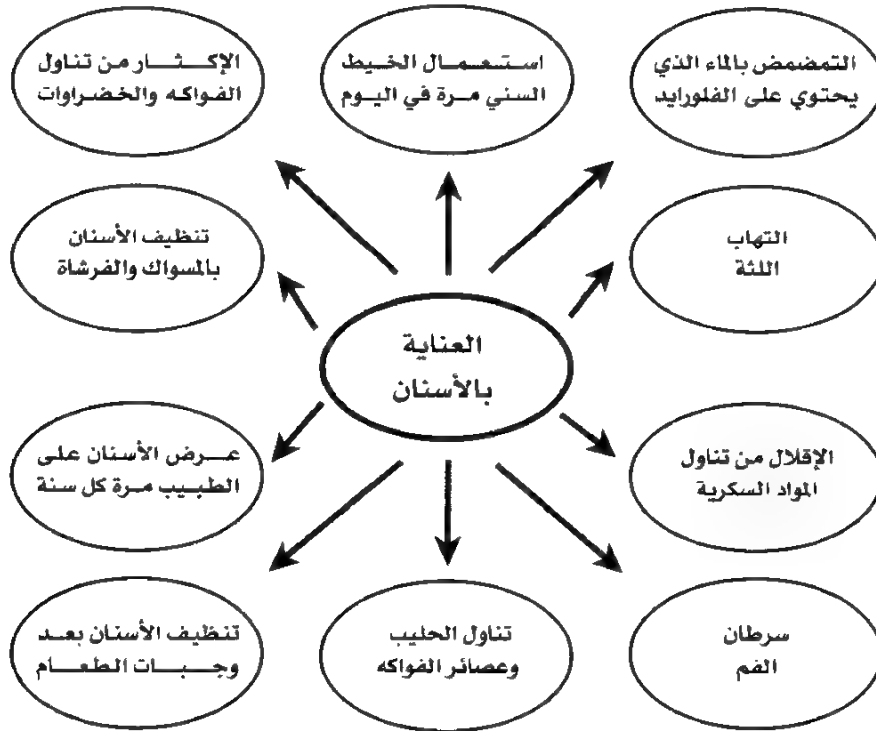 التمضمض بالماء الذي
يحتوي على الفلورايد
استعمال الخيط
السني مرة في اليوم
الإكثار من تناول
الفواكه والخضراوات
التهاب
اللثة
تنظيف الأسنان
بالمسواك والفرشاة
العناية
بالأسنان
الإقلال من تناول
المواد السكرية
عرض الأسنان على
الطبيب مرة كل سنة
سرطان
الفم
تناول الحليب
وعصائر الفواكه
تنظيف الأسنان بعد
وجبات الطعام